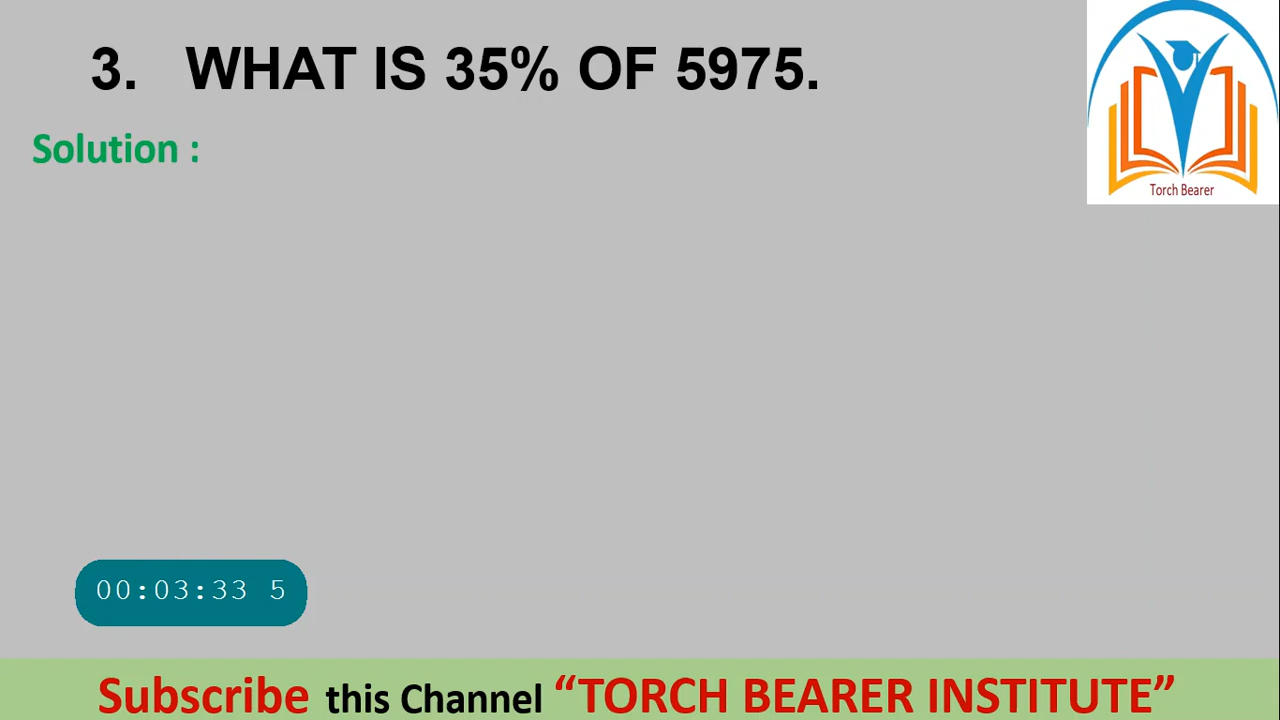 3. WHAT IS 35% OF 5975.
Solution :
Torch Bearer
00:03:33 5
Subscribe this Channel “TORCH BEARER INSTITUTE”